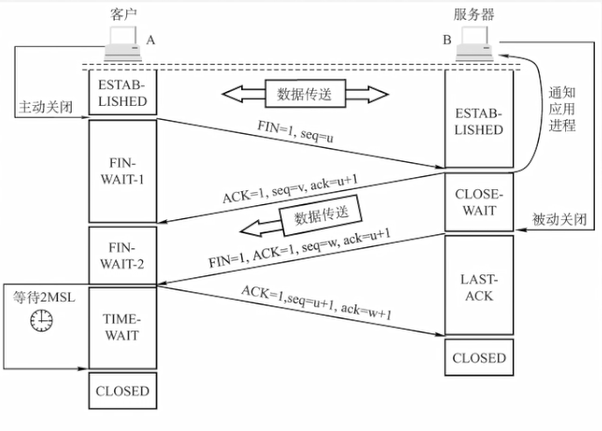 客户
服务器
A
B
ESTAB-
LISHED
数据传送
主动关闭
通知
应用
进程
ESTAB-
LISHED
FIN=1, seq=u
FIN-
WAIT-1
ACK=1, seq=v, ack=u+1
CLOSE-
WAIT
数据传送
被动关闭
FIN-
WAIT-2
FIN=1, ACK=1, seq=w, ack=u+1
LAST-
ACK
等待2MSL
ACK=1,seq=u+1, ack=w+1
TIME-
WAIT
CLOSED
CLOSED